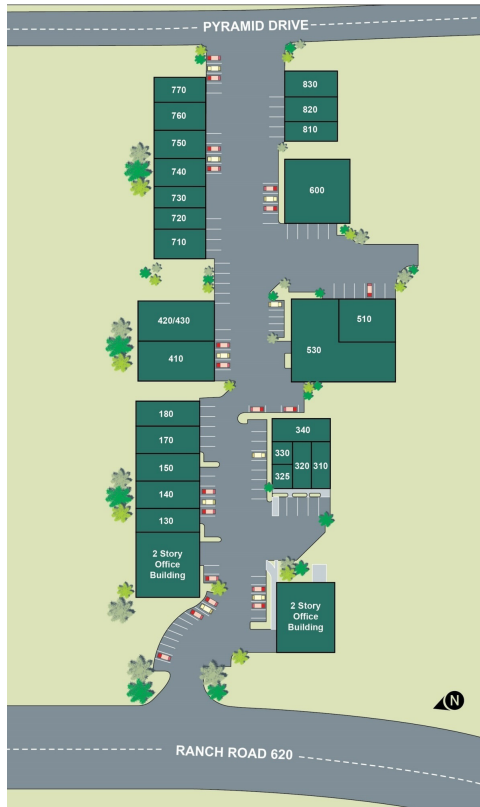 PYRAMID DRIVE
770
760
750
740
730
720
710
830
820
810
600
420/430
410
510
530
180
170
150
140
130
2 Story
Office
Building
340
330
325
320
310
2 Story
Office
Building
N
RANCH ROAD 620